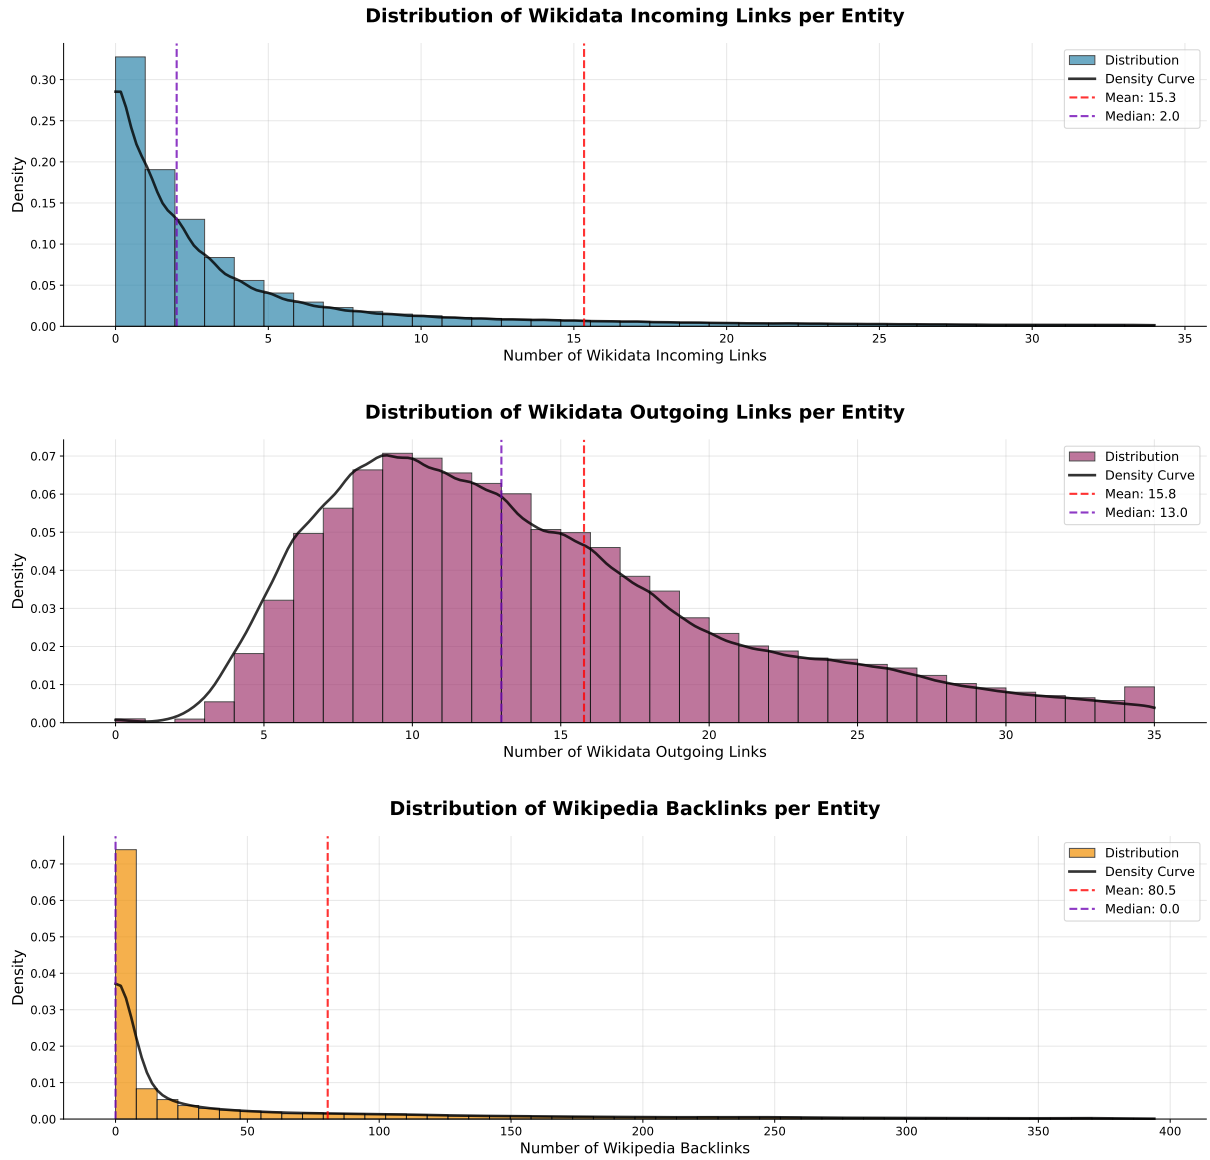 Distribution of Wikidata Incoming Links per Entity
Distribution
Density Curve
Mean: 15.3
Median: 2.0
Density
0.30
0.25
0.20
0.15
0.10
0.05
0.00
0 5 10 15 20 25 30 35
Number of Wikidata Incoming Links
Distribution of Wikidata Outgoing Links per Entity
Distribution
Density Curve
Mean: 15.8
Median: 13.0
Density
0.07
0.06
0.05
0.04
0.03
0.02
0.01
0.00
0 5 10 15 20 25 30 35
Number of Wikidata Outgoing Links
Distribution of Wikipedia Backlinks per Entity
Distribution
Density Curve
Mean: 80.5
Median: 0.0
Density
0.07
0.06
0.05
0.04
0.03
0.02
0.01
0.00
0 50 100 150 200 250 300 350 400
Number of Wikipedia Backlinks